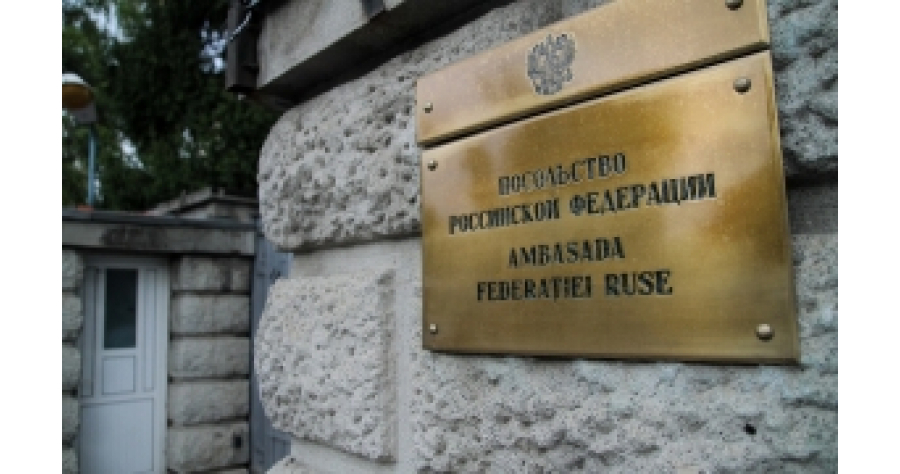 ПОСОЛЬСТВО
РОССИЙСКОЙ ФЕДЕРАЦИИ
AMBASADA
FEDERAȚIEI RUSE